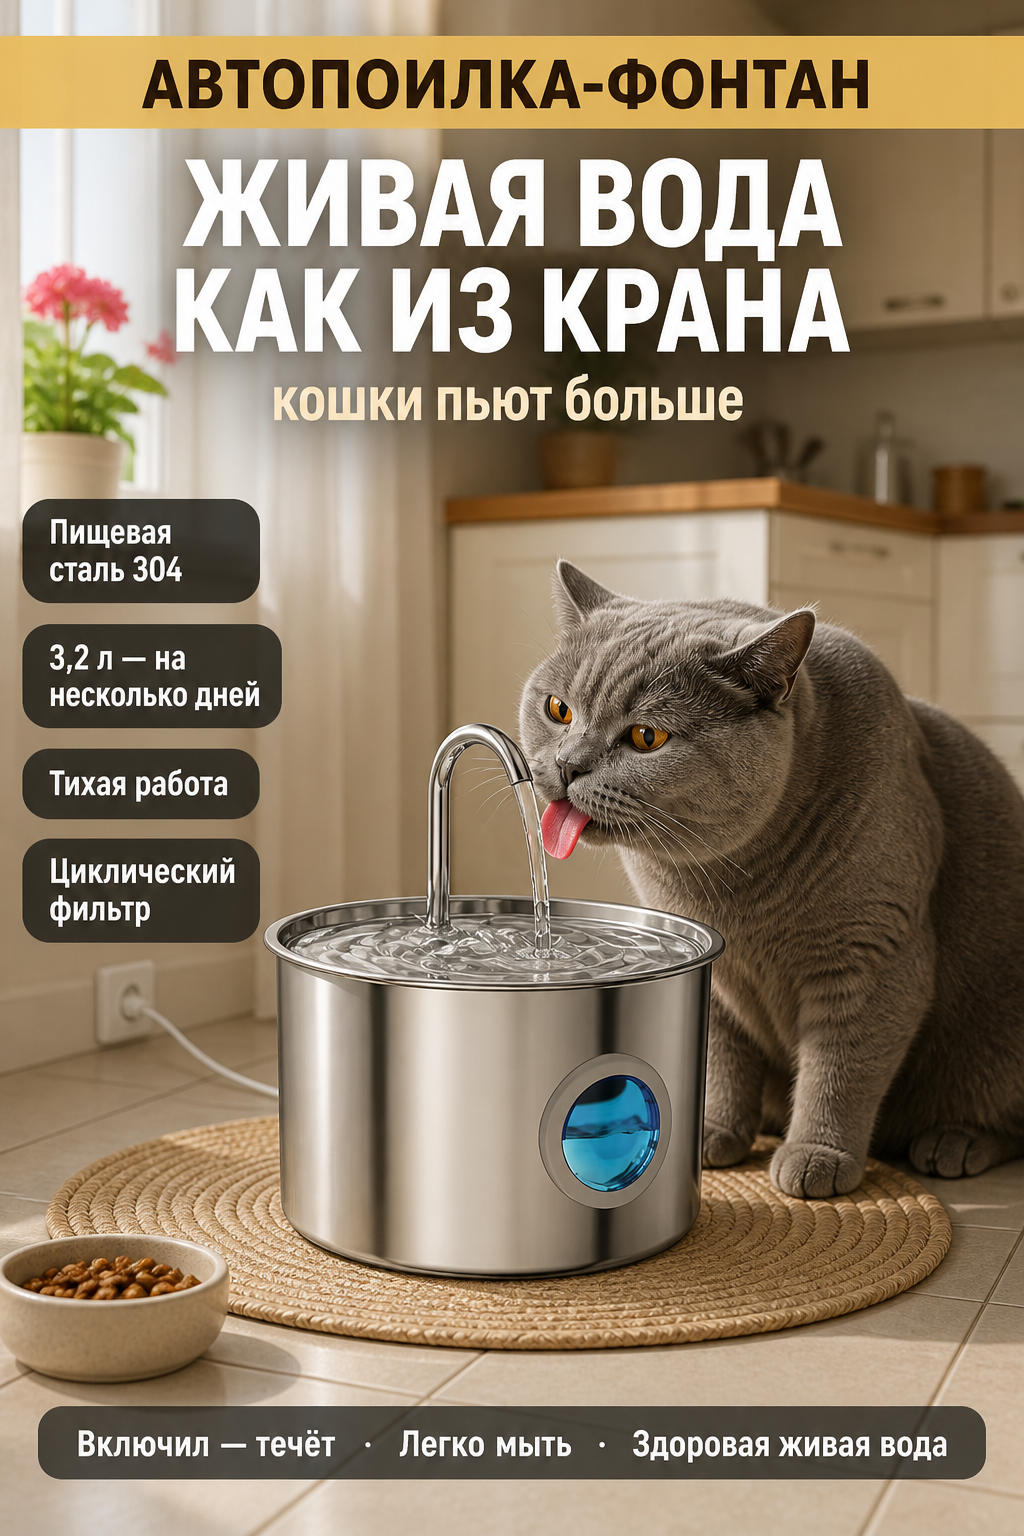 АВТОПОИЛКА-ФОНТАН
ЖИВАЯ ВОДА
КАК ИЗ КРАНА
кошки пьют больше
Пищевая
сталь 304
3,2 л — на
несколько дней
Тихая работа
Циклический
фильтр
Включил — течёт · Легко мыть · Здоровая живая вода